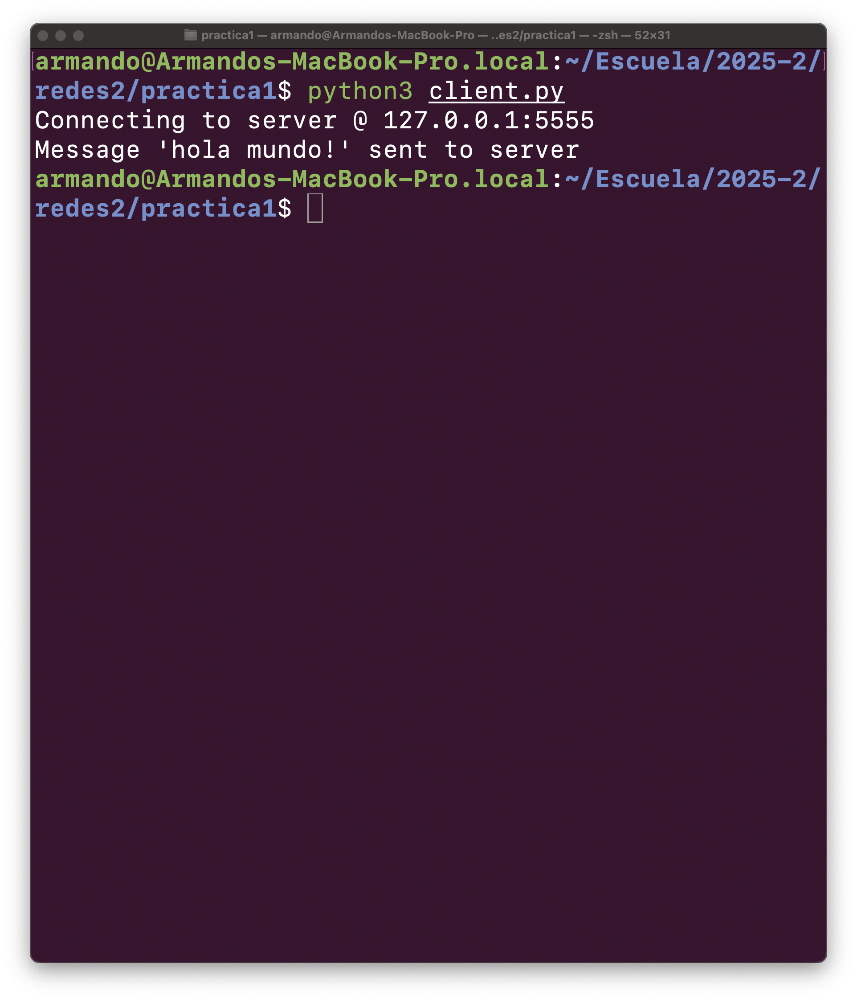 practica1 — armando@Armandos-MacBook-Pro — ..es2/practica1 — -zsh — 52×31
armando@Armandos-MacBook-Pro.local:~/Escuela/2025-2/
redes2/practica1$ python3 client.py
Connecting to server @ 127.0.0.1:5555
Message 'hola mundo!' sent to server
armando@Armandos-MacBook-Pro.local:~/Escuela/2025-2/
redes2/practica1$